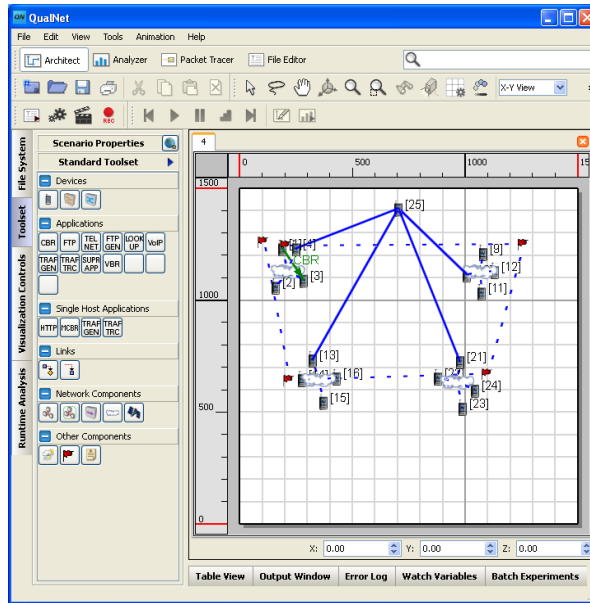 QualNet
File Edit View Tools Animation Help
Architect Analyzer Packet Tracer File Editor
X-Y View
REC
File System
Toolset
Visualization Controls
Runtime Analysis
Scenario Properties
Standard Toolset
Devices
Applications
CBR FTP TEL NET FTP GEN LOOK UP VoIP
TRAF GEN TRAF TRC SUPR APP VBR
Single Host Applications
HTTP MCBR TRAF GEN TRAF TRC
Links
Network Components
Other Components
4
0 500 1000
1500
1000
500
0
[25]
[1] [4]
CBR
[2] [3]
[9]
[12]
[11]
[13]
[16]
[15]
[21]
[24]
[23]
X: 0.00 Y: 0.00 Z: 0.00
Table View Output Window Error Log Watch Variables Batch Experiments